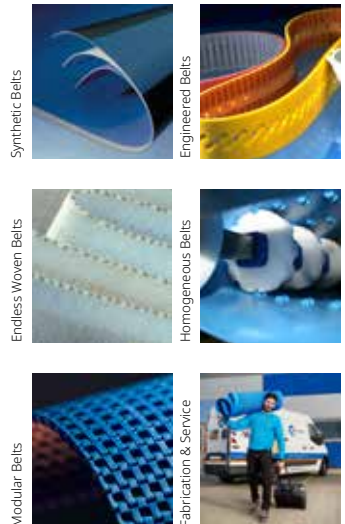 Synthetic Belts
Engineered Belts
Endless Woven Belts
Homogeneous Belts
Modular Belts
Fabrication & Service